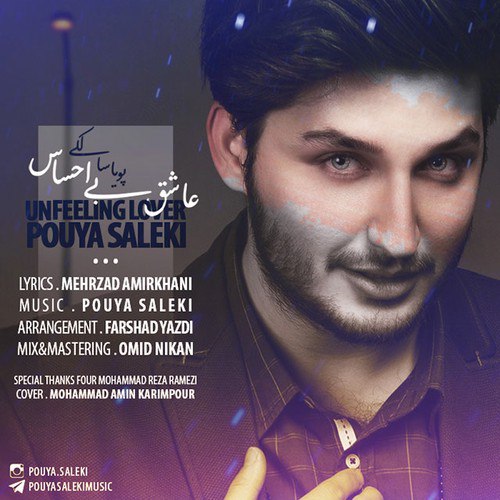 پویا سالکی
عاشق بی احساس
UNFEELING LOVER
POUYA SALEKI
...
LYRICS . MEHRZAD AMIRKHANI
MUSIC . POUYA SALEKI
ARRANGEMENT . FARSHAD YAZDI
MIX&MASTERING . OMID NIKAN
SPECIAL THANKS FOUR MOHAMMAD REZA RAMEZI
COVER . MOHAMMAD AMIN KARIMPOUR
POUYA.SALEKI
POUYASALEKIMUSIC